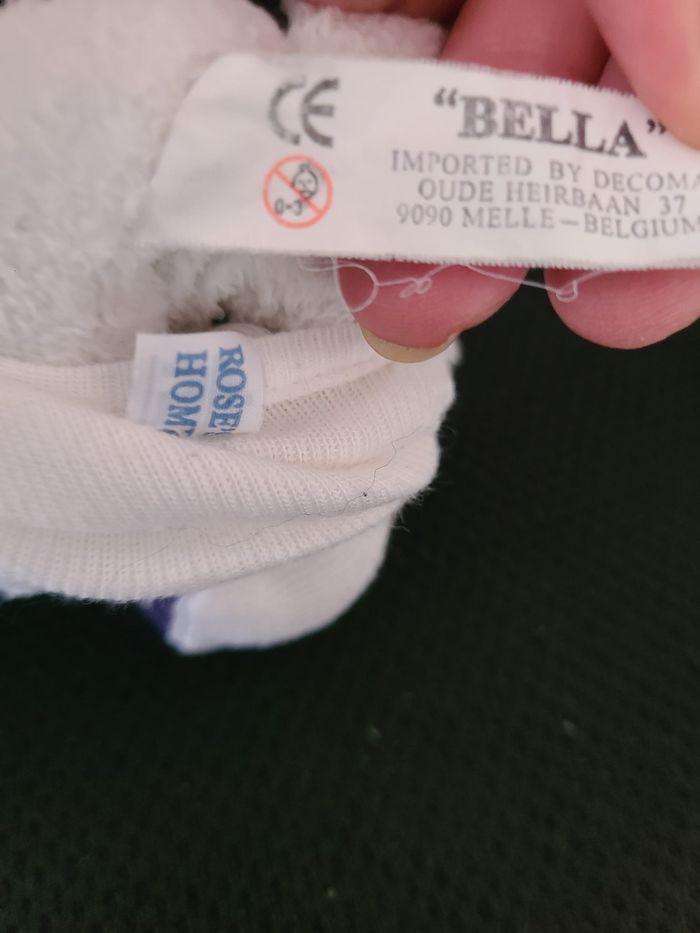 CE
"BELLA"
IMPORTED BY DECOMA
OUDE HEIRBAAN 37
9090 MELLE-BELGIUM
0-3
ROSE
HOM